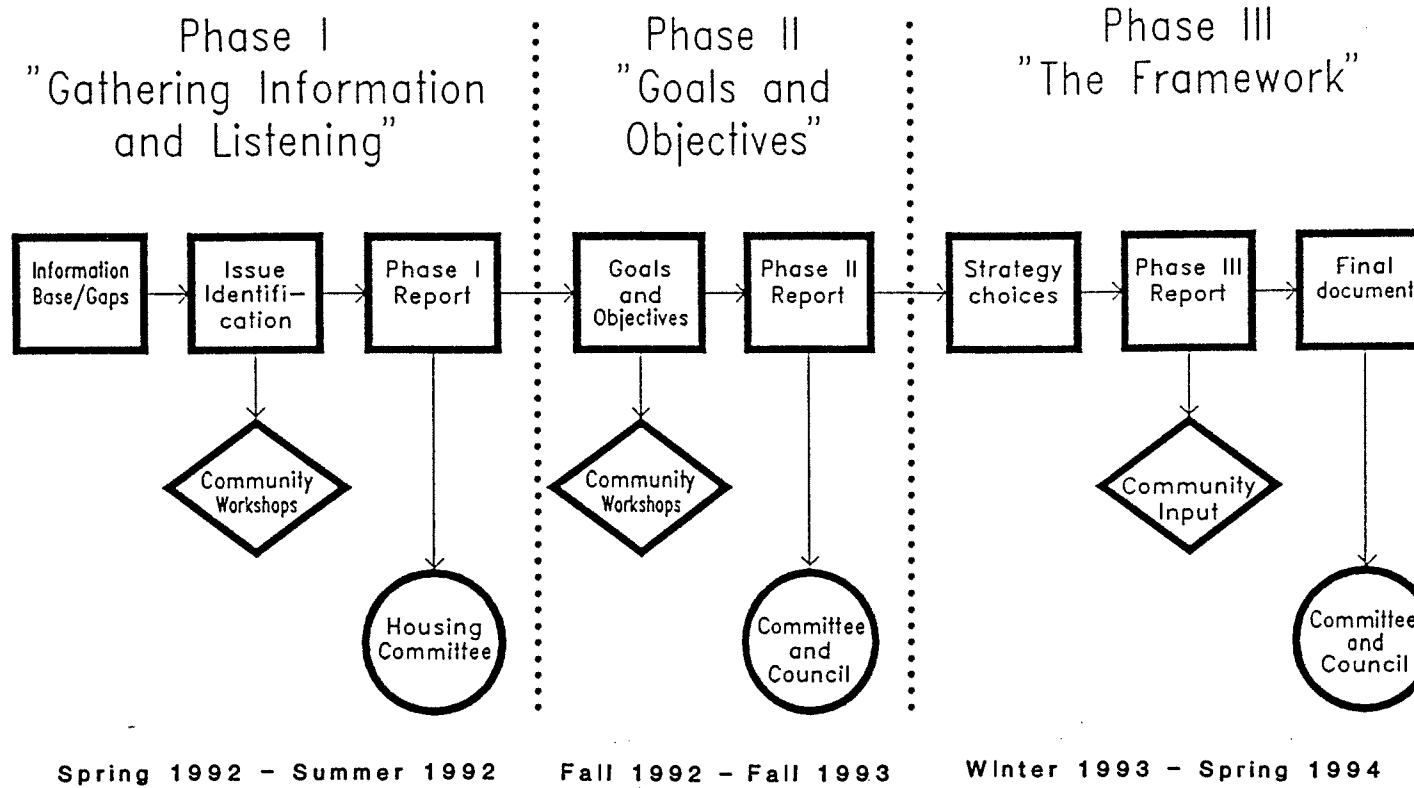 Phase I
"Gathering Information
and Listening"
Phase II
"Goals and
Objectives"
Phase III
"The Framework"
Information
Base/Gaps
Issue
Identifi-
cation
Phase I
Report
Goals
and
Objectives
Phase II
Report
Strategy
choices
Phase III
Report
Final
document
Community
Workshops
Community
Workshops
Community
Input
Housing
Committee
Committee
and
Council
Committee
and
Council
Spring 1992 - Summer 1992
Fall 1992 - Fall 1993
Winter 1993 - Spring 1994